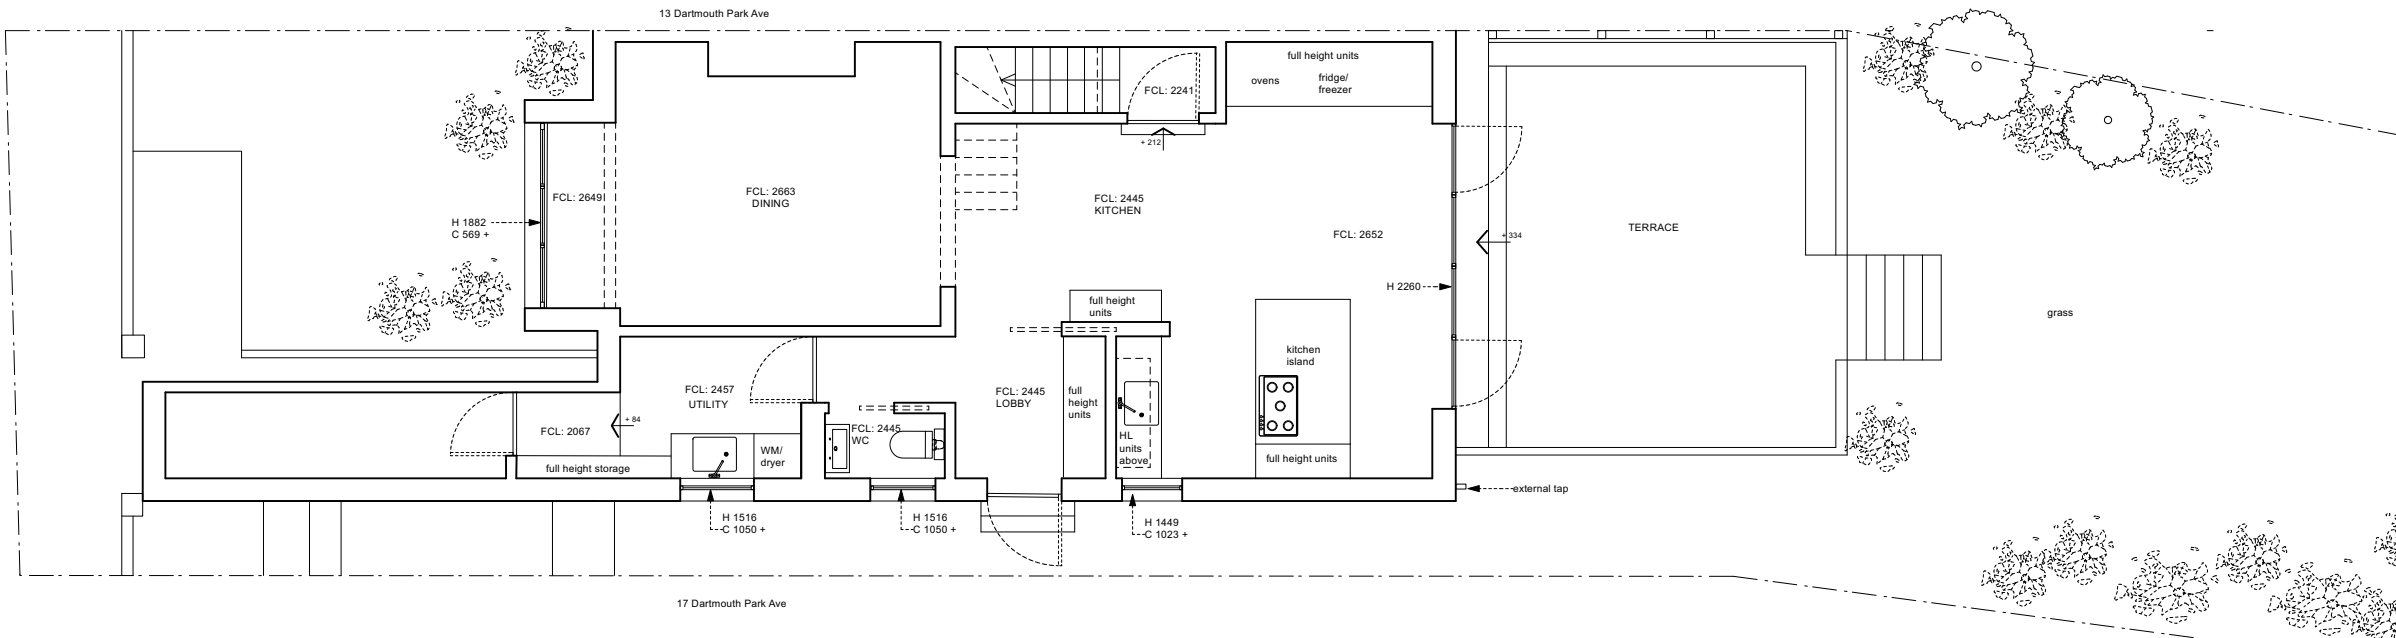 13 Dartmouth Park Ave
full height units
ovens
fridge/
freezer
FCL: 2241
+ 212
FCL: 2649
FCL: 2663
DINING
FCL: 2445
KITCHEN
H 1882
C 569 +
FCL: 2652
+ 334
TERRACE
H 2260
full height
units
grass
kitchen
island
FCL: 2457
UTILITY
FCL: 2445
LOBBY
full
height
units
+ 84
FCL: 2067
FCL: 2445
WC
HL
units
above
WM/
dryer
full height storage
full height units
external tap
H 1516
C 1050 +
H 1516
C 1050 +
H 1449
C 1023 +
17 Dartmouth Park Ave